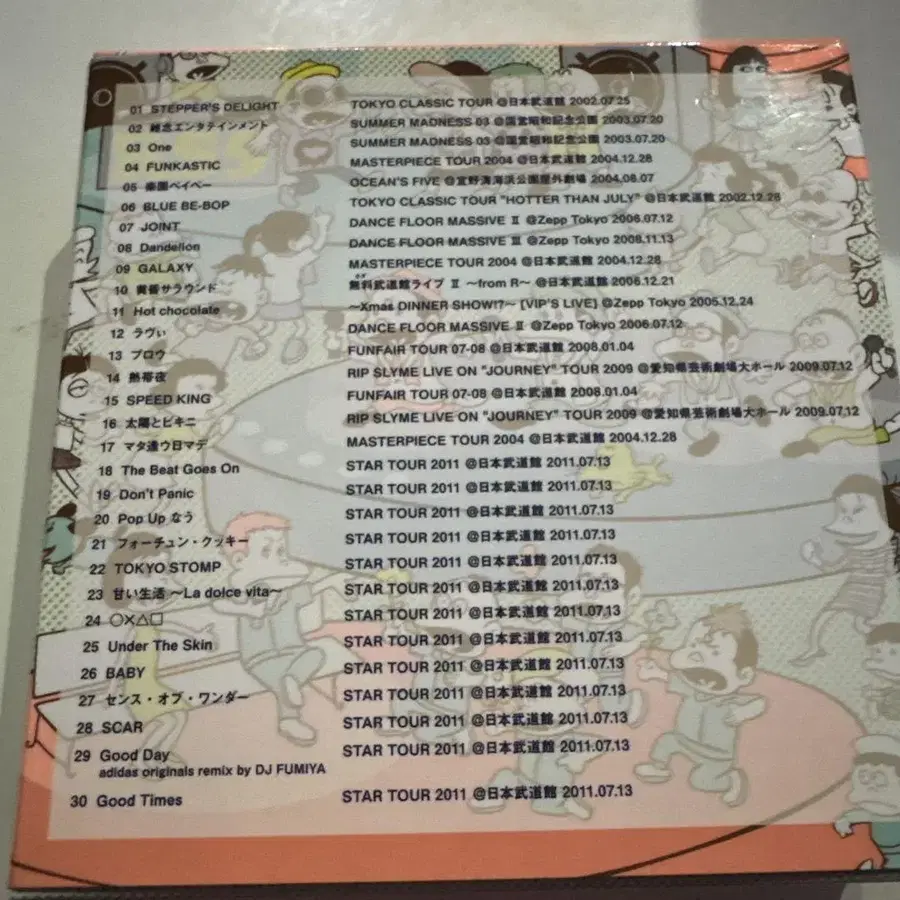 01 STEPPER'S DELIGHT TOKYO CLASSIC TOUR @日本武道館 2002.07.25
02 雑念エンタテインメント SUMMER MADNESS 03 @国営昭和記念公園 2003.07.20
03 One SUMMER MADNESS 03 @国営昭和記念公園 2003.07.20
04 FUNKASTIC MASTERPIECE TOUR 2004 @日本武道館 2004.12.28
05 楽園ベイベー OCEAN'S FIVE @宜野湾海浜公園屋外劇場 2004.08.07
06 BLUE BE-BOP TOKYO CLASSIC TOUR "HOTTER THAN JULY" @日本武道館 2002.12.28
07 JOINT DANCE FLOOR MASSIVE II @Zepp Tokyo 2006.07.12
08 Dandelion DANCE FLOOR MASSIVE III @Zepp Tokyo 2008.11.13
09 GALAXY MASTERPIECE TOUR 2004 @日本武道館 2004.12.28
10 黄昏サラウンド 無料武道館ライブ II 〜from R〜 @日本武道館 2006.12.21
11 Hot chocolate 〜Xmas DINNER SHOW!?〜 [VIP'S LIVE] @Zepp Tokyo 2005.12.24
12 ラヴぃ DANCE FLOOR MASSIVE II @Zepp Tokyo 2006.07.12
13 ブロウ FUNFAIR TOUR 07-08 @日本武道館 2008.01.04
14 熱帯夜 RIP SLYME LIVE ON "JOURNEY" TOUR 2009 @愛知県芸術劇場大ホール 2009.07.12
15 SPEED KING FUNFAIR TOUR 07-08 @日本武道館 2008.01.04
16 太陽とビキニ RIP SLYME LIVE ON "JOURNEY" TOUR 2009 @愛知県芸術劇場大ホール 2009.07.12
17 マタ逢ウ日マデ MASTERPIECE TOUR 2004 @日本武道館 2004.12.28
18 The Beat Goes On STAR TOUR 2011 @日本武道館 2011.07.13
19 Don't Panic STAR TOUR 2011 @日本武道館 2011.07.13
20 Pop Up なう STAR TOUR 2011 @日本武道館 2011.07.13
21 フォーチュン・クッキー STAR TOUR 2011 @日本武道館 2011.07.13
22 TOKYO STOMP STAR TOUR 2011 @日本武道館 2011.07.13
23 甘い生活 〜La dolce vita〜 STAR TOUR 2011 @日本武道館 2011.07.13
24 ○×△□ STAR TOUR 2011 @日本武道館 2011.07.13
25 Under The Skin STAR TOUR 2011 @日本武道館 2011.07.13
26 BABY STAR TOUR 2011 @日本武道館 2011.07.13
27 センス・オブ・ワンダー STAR TOUR 2011 @日本武道館 2011.07.13
28 SCAR STAR TOUR 2011 @日本武道館 2011.07.13
29 Good Day STAR TOUR 2011 @日本武道館 2011.07.13
adidas originals remix by DJ FUMIYA
30 Good Times STAR TOUR 2011 @日本武道館 2011.07.13